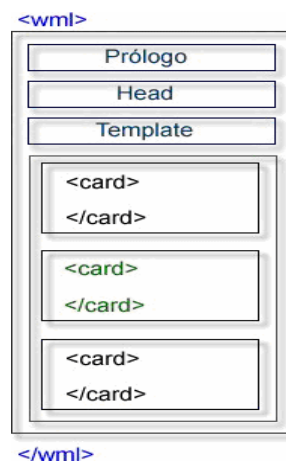 <wml>
Prólogo
Head
Template
<card>
</card>
<card>
</card>
<card>
</card>
</wml>